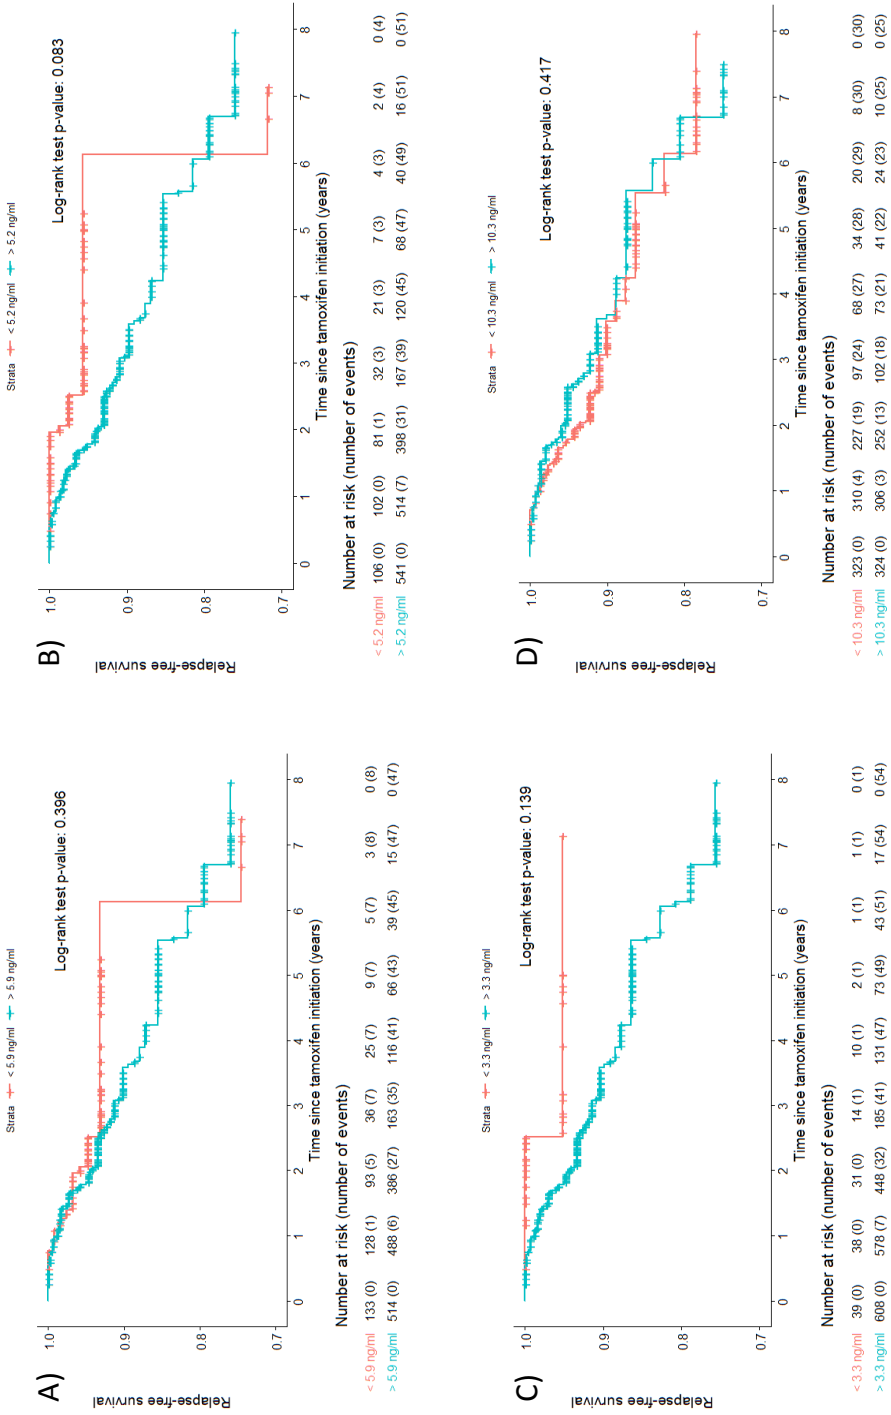 A)
Strata < 5.9 ng/ml > 5.9 ng/ml
Log-rank test p-value: 0.396
Relapse-free survival
1.0
0.9
0.8
0.7
0 1 2 3 4 5 6 7 8
Time since tamoxifen initiation (years)
Number at risk (number of events)
< 5.9 ng/ml 133 (0) 128 (1) 93 (5) 36 (7) 25 (7) 9 (7) 5 (7) 3 (8) 0 (8)
> 5.9 ng/ml 514 (0) 488 (6) 386 (27) 163 (35) 116 (41) 66 (43) 39 (45) 15 (47) 0 (47)
B)
Strata < 5.2 ng/ml > 5.2 ng/ml
Log-rank test p-value: 0.083
Relapse-free survival
1.0
0.9
0.8
0.7
0 1 2 3 4 5 6 7 8
Time since tamoxifen initiation (years)
Number at risk (number of events)
< 5.2 ng/ml 106 (0) 102 (0) 81 (1) 32 (3) 21 (3) 7 (3) 4 (3) 2 (4) 0 (4)
> 5.2 ng/ml 541 (0) 514 (7) 398 (31) 167 (39) 120 (45) 68 (47) 40 (49) 16 (51) 0 (51)
C)
Strata < 3.3 ng/ml > 3.3 ng/ml
Log-rank test p-value: 0.139
Relapse-free survival
1.0
0.9
0.8
0.7
0 1 2 3 4 5 6 7 8
Time since tamoxifen initiation (years)
Number at risk (number of events)
< 3.3 ng/ml 39 (0) 38 (0) 31 (0) 14 (1) 10 (1) 2 (1) 1 (1) 1 (1) 0 (1)
> 3.3 ng/ml 608 (0) 578 (7) 448 (32) 185 (41) 131 (47) 73 (49) 43 (51) 17 (54) 0 (54)
D)
Strata < 10.3 ng/ml > 10.3 ng/ml
Log-rank test p-value: 0.417
Relapse-free survival
1.0
0.9
0.8
0.7
0 1 2 3 4 5 6 7 8
Time since tamoxifen initiation (years)
Number at risk (number of events)
< 10.3 ng/ml 323 (0) 310 (4) 227 (19) 97 (24) 68 (27) 34 (28) 20 (29) 8 (30) 0 (30)
> 10.3 ng/ml 324 (0) 306 (3) 252 (13) 102 (18) 73 (21) 41 (22) 24 (23) 10 (25) 0 (25)